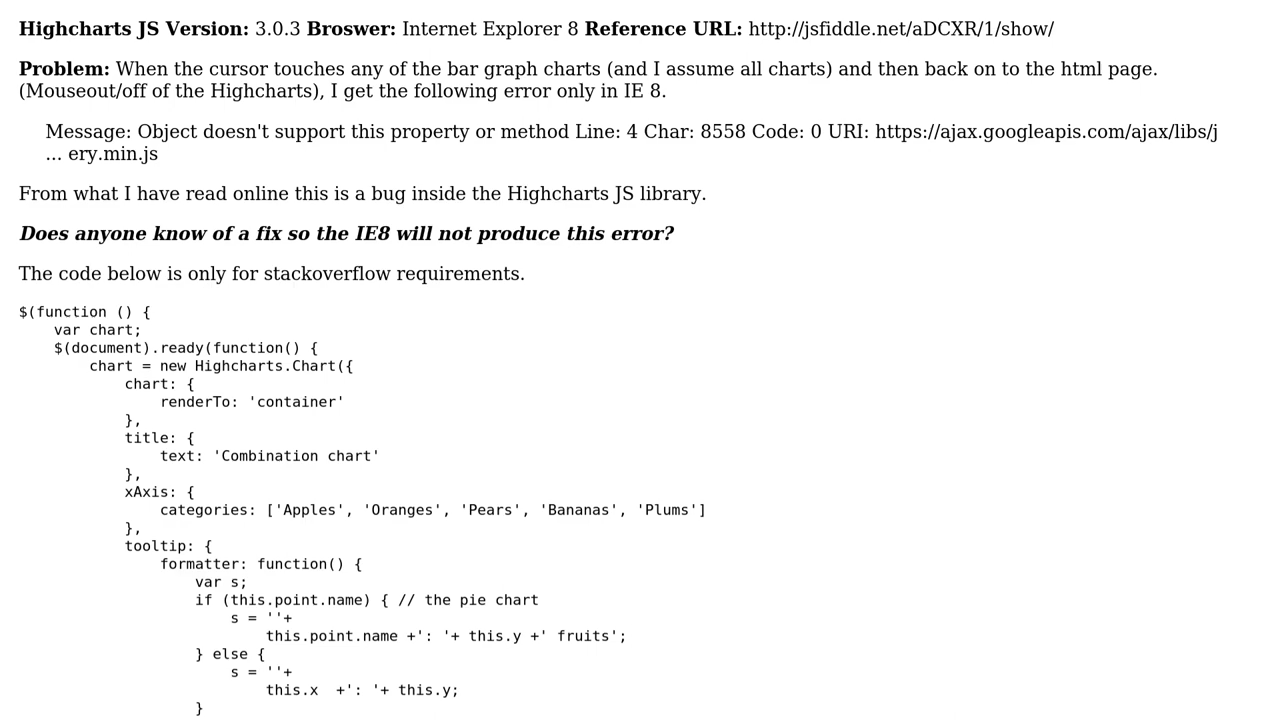 Highcharts JS Version: 3.0.3 Broswer: Internet Explorer 8 Reference URL: http://jsfiddle.net/aDCXR/1/show/
Problem: When the cursor touches any of the bar graph charts (and I assume all charts) and then back on to the html page.
(Mouseout/off of the Highcharts), I get the following error only in IE 8.
Message: Object doesn't support this property or method Line: 4 Char: 8558 Code: 0 URI: https://ajax.googleapis.com/ajax/libs/j
... ery.min.js
From what I have read online this is a bug inside the Highcharts JS library.
Does anyone know of a fix so the IE8 will not produce this error?
The code below is only for stackoverflow requirements.
$(function () {
    var chart;
    $(document).ready(function() {
        chart = new Highcharts.Chart({
            chart: {
                renderTo: 'container'
            },
            title: {
                text: 'Combination chart'
            },
            xAxis: {
                categories: ['Apples', 'Oranges', 'Pears', 'Bananas', 'Plums']
            },
            tooltip: {
                formatter: function() {
                    var s;
                    if (this.point.name) { // the pie chart
                        s = ''+
                            this.point.name +': '+ this.y +' fruits';
                    } else {
                        s = ''+
                            this.x  +': '+ this.y;
                    }